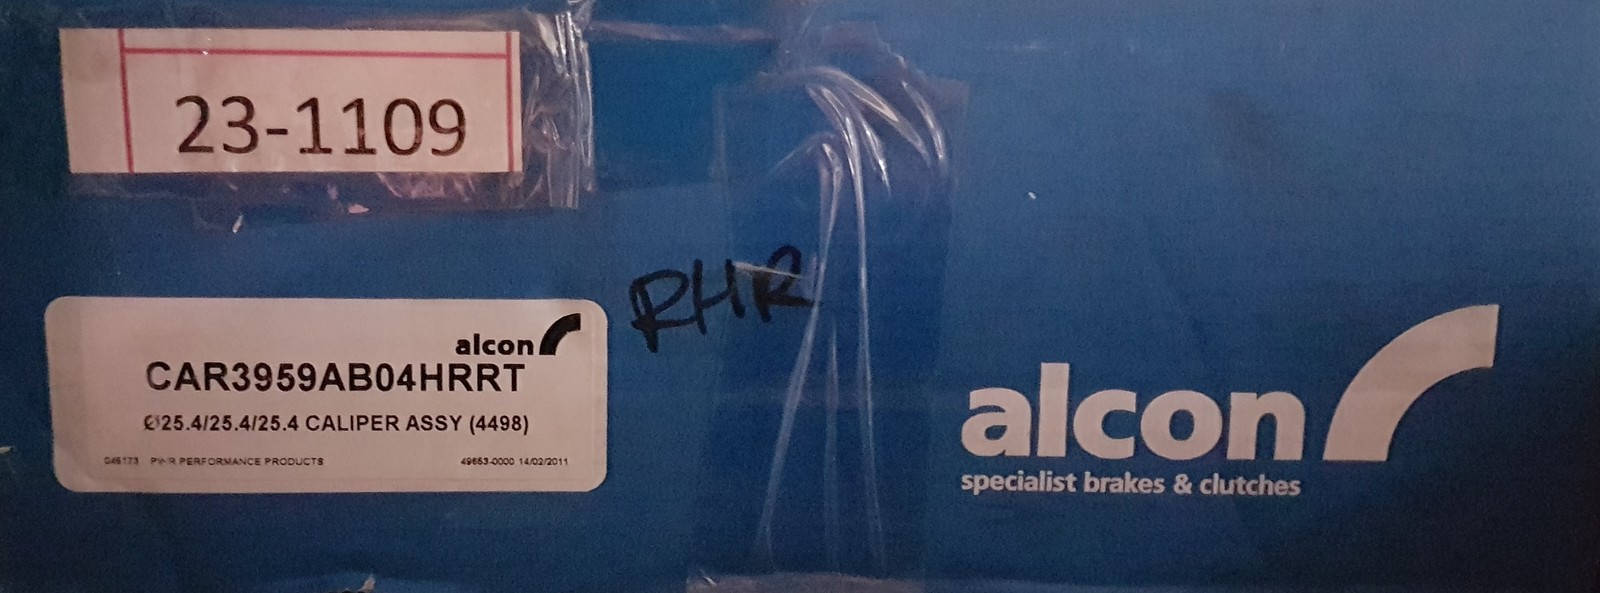 23-1109
alcon
CAR3959AB04HRRT
Ø25.4/25.4/25.4 CALIPER ASSY (4498)
PWR PERFORMANCE PRODUCTS
49653-0000 14/02/2011
RHR
alcon
specialist brakes & clutches